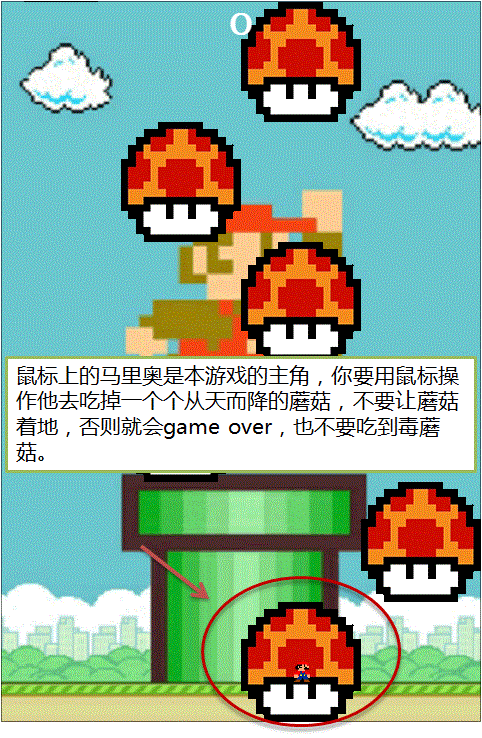 0
鼠标上的马里奥是本游戏的主角，你要用鼠标操
作他去吃掉一个个从天而降的蘑菇，不要让蘑菇
着地，否则就会game over，也不要吃到毒蘑
菇。